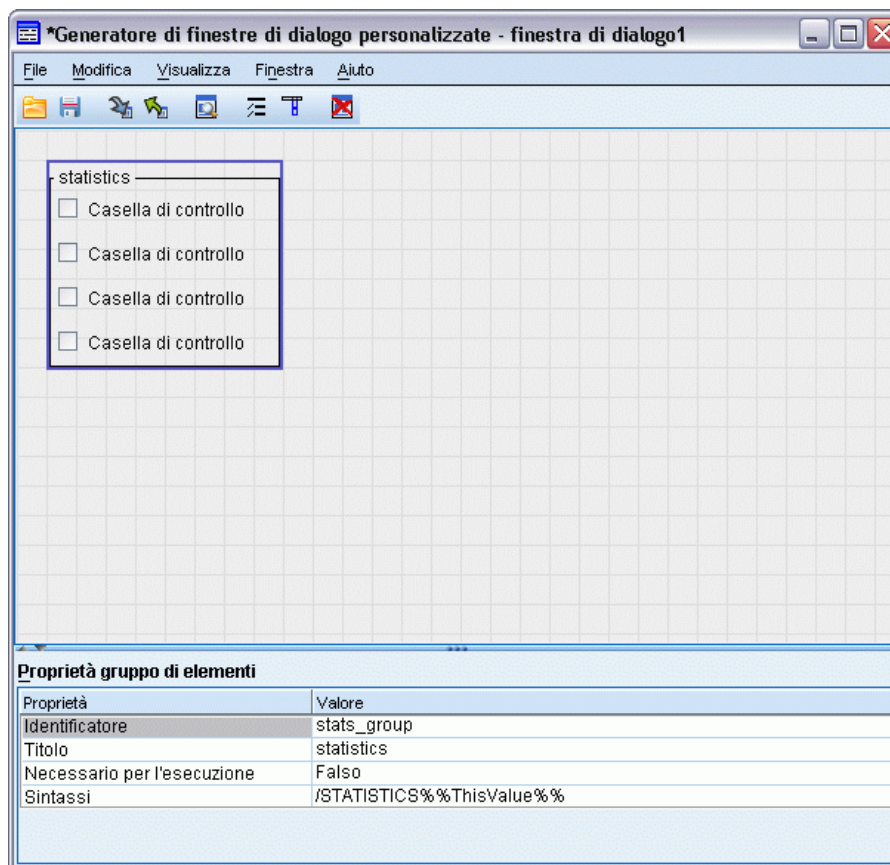 *Generatore di finestre di dialogo personalizzate - finestra di dialogo1
File Modifica Visualizza Finestra Aiuto
statistics
Casella di controllo
Casella di controllo
Casella di controllo
Casella di controllo
Proprietà gruppo di elementi
Proprietà Valore
Identificatore stats_group
Titolo statistics
Necessario per l'esecuzione Falso
Sintassi /STATISTICS%%ThisValue%%